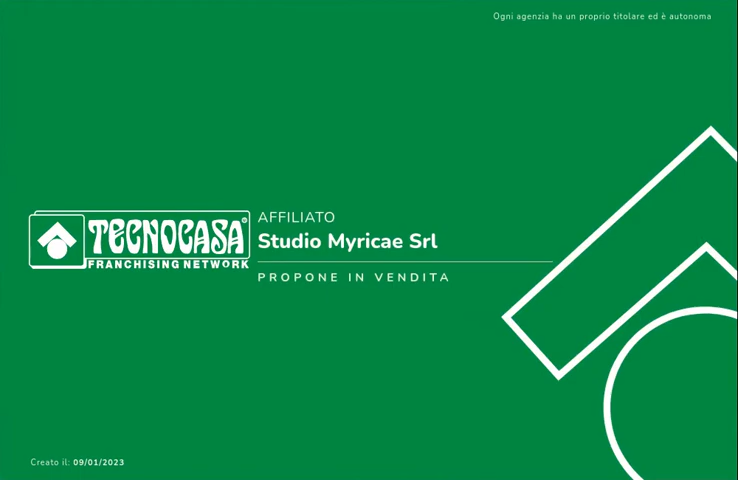 Ogni agenzia ha un proprio titolare ed è autonoma
AFFILIATO
TECNOCASA®
Studio Myricae Srl
FRANCHISING NETWORK
PROPONE IN VENDITA
Creato il: 09/01/2023